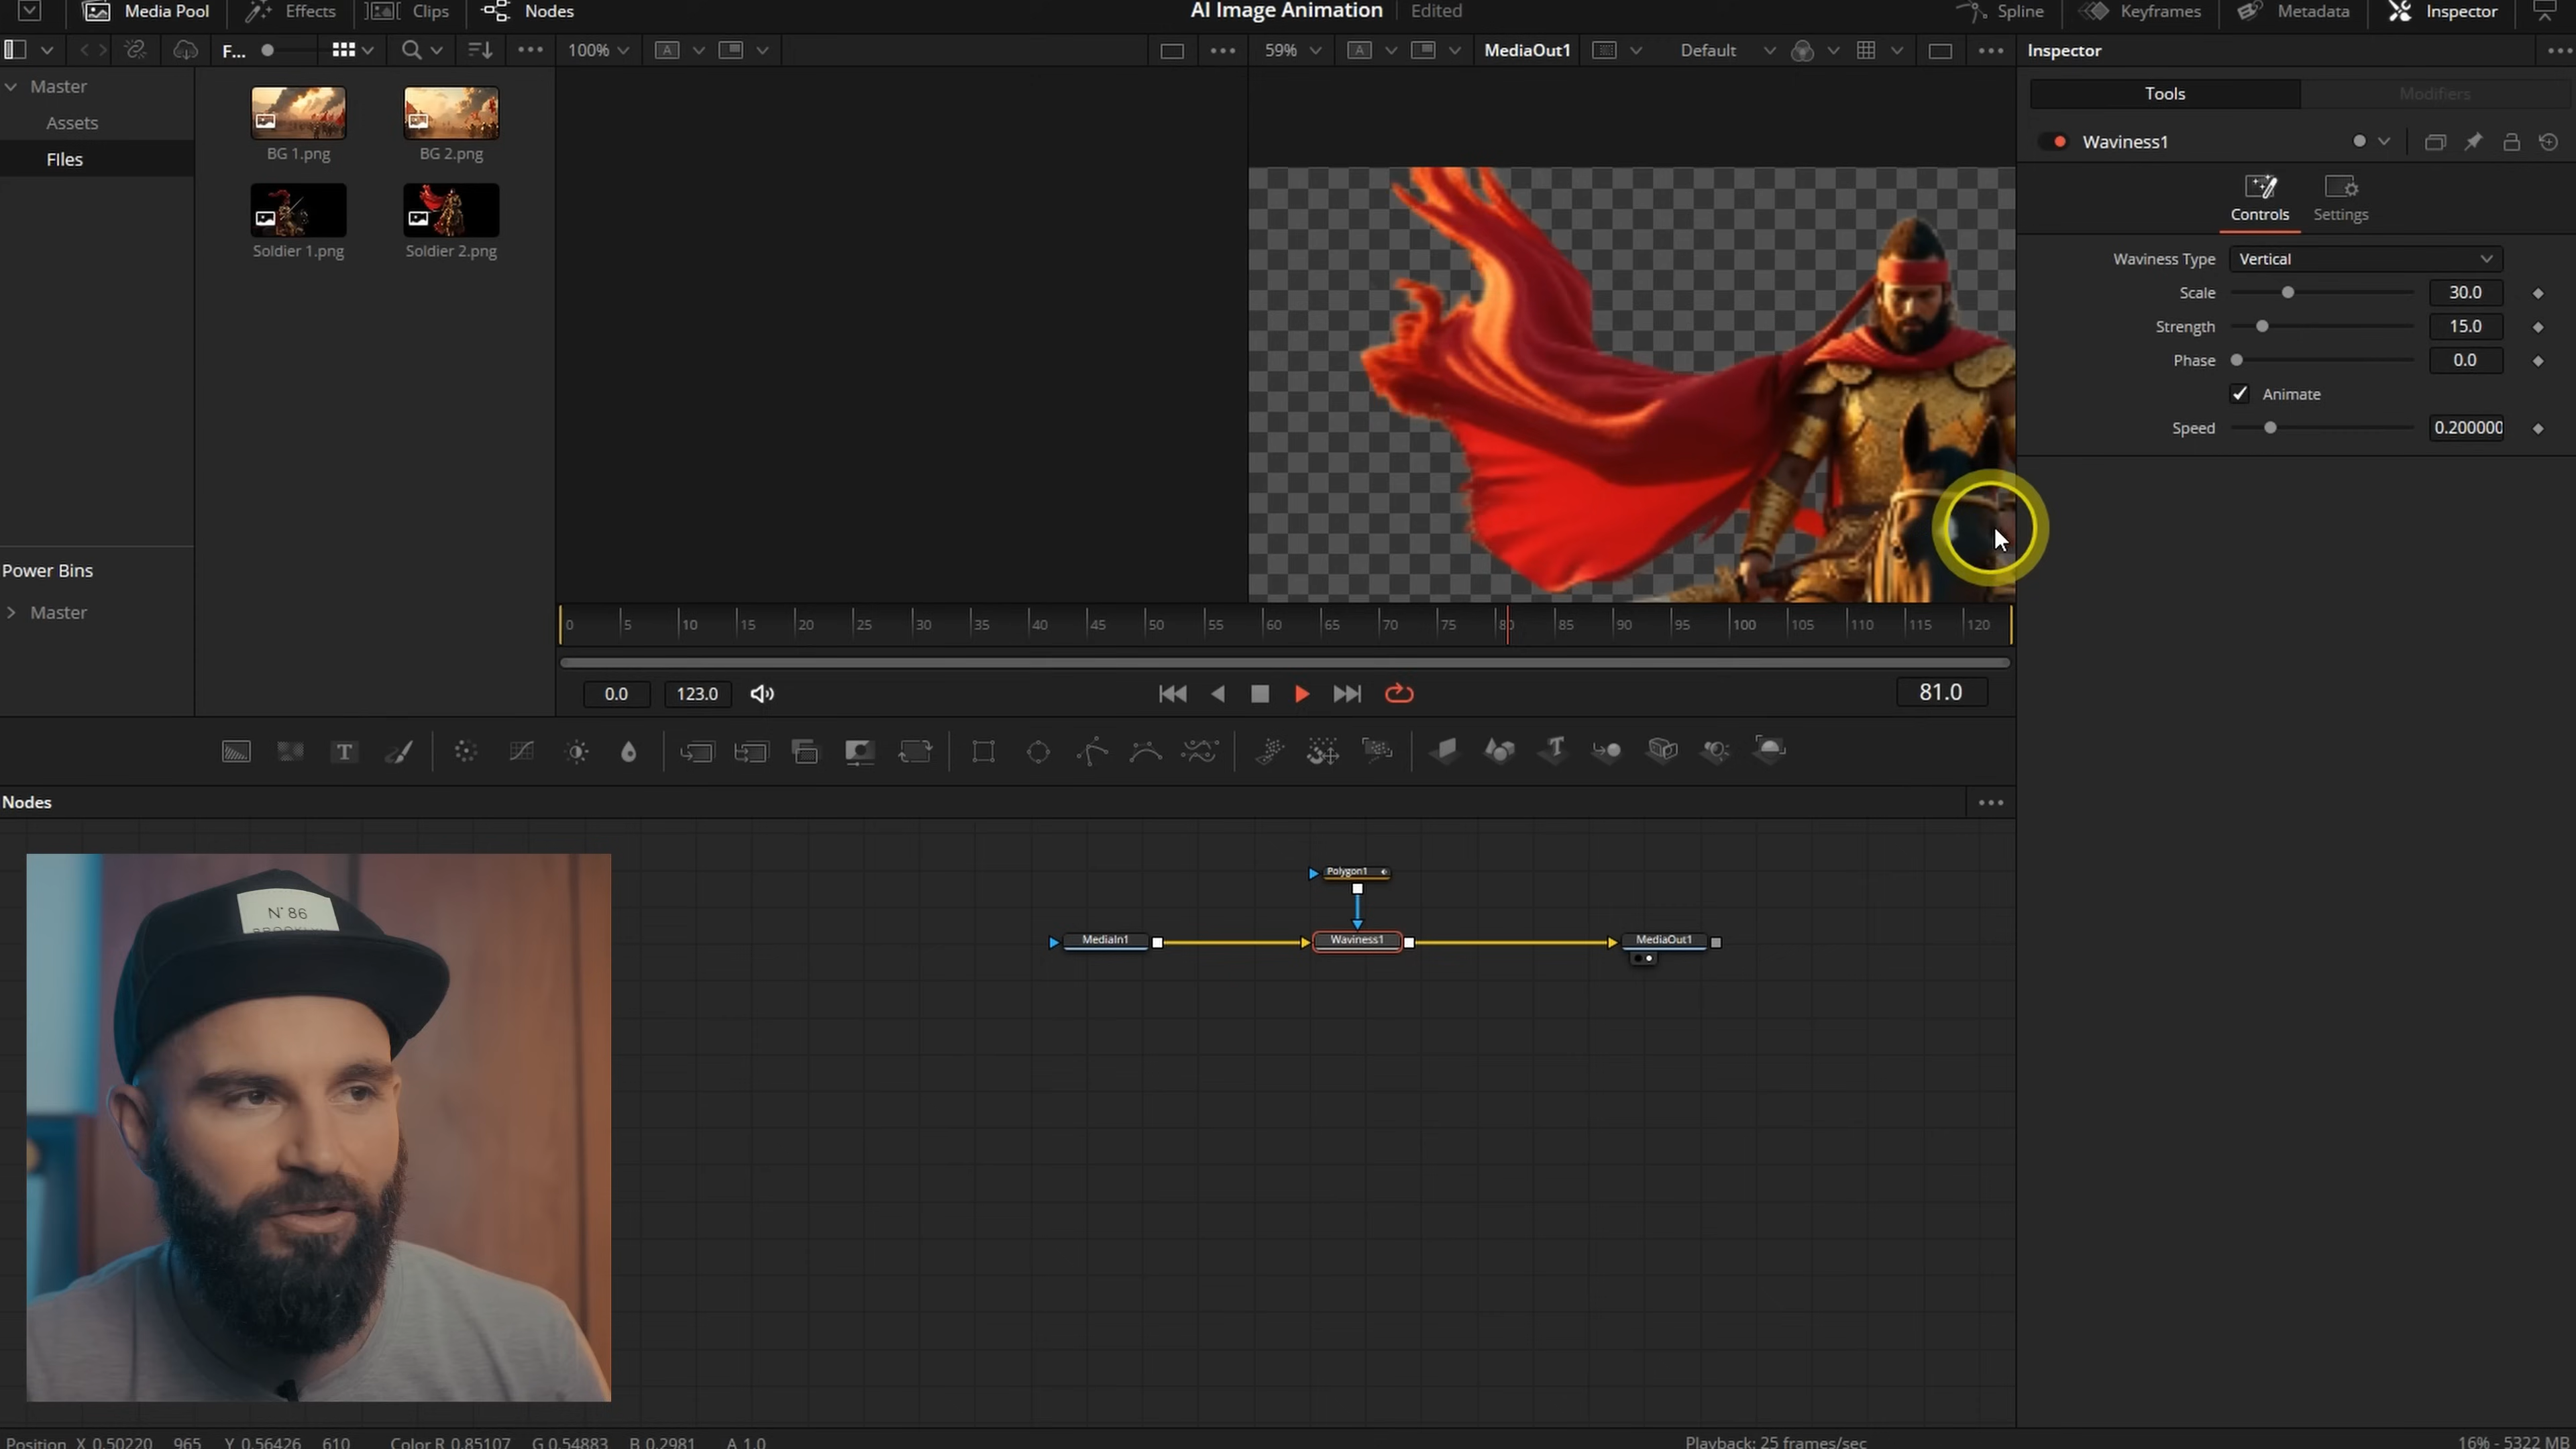 Media Pool Effects Clips Nodes AI Image Animation Edited Spline Keyframes Metadata Inspector
F... 100% A 59% A MediaOut1 Default Inspector
Master
Assets
FIles
BG 1.png BG 2.png
Soldier 1.png Soldier 2.png
Power Bins
Master
Tools Modifiers
Waviness1
Controls Settings
Waviness Type Vertical
Scale 30.0
Strength 15.0
Phase 0.0
Animate
Speed 0.200000
0 5 10 15 20 25 30 35 40 45 50 55 60 65 70 75 80 85 90 95 100 105 110 115 120
0.0 123.0 81.0
T T
Nodes
Polygon1
MediaIn1 Waviness1 MediaOut1
N°86
BROOKLYN
Position X 0.50220 965 Y 0.56426 610 Color R 0.85107 G 0.54883 B 0.2981 A 1.0 Playback: 25 frames/sec 16% - 5322 MB